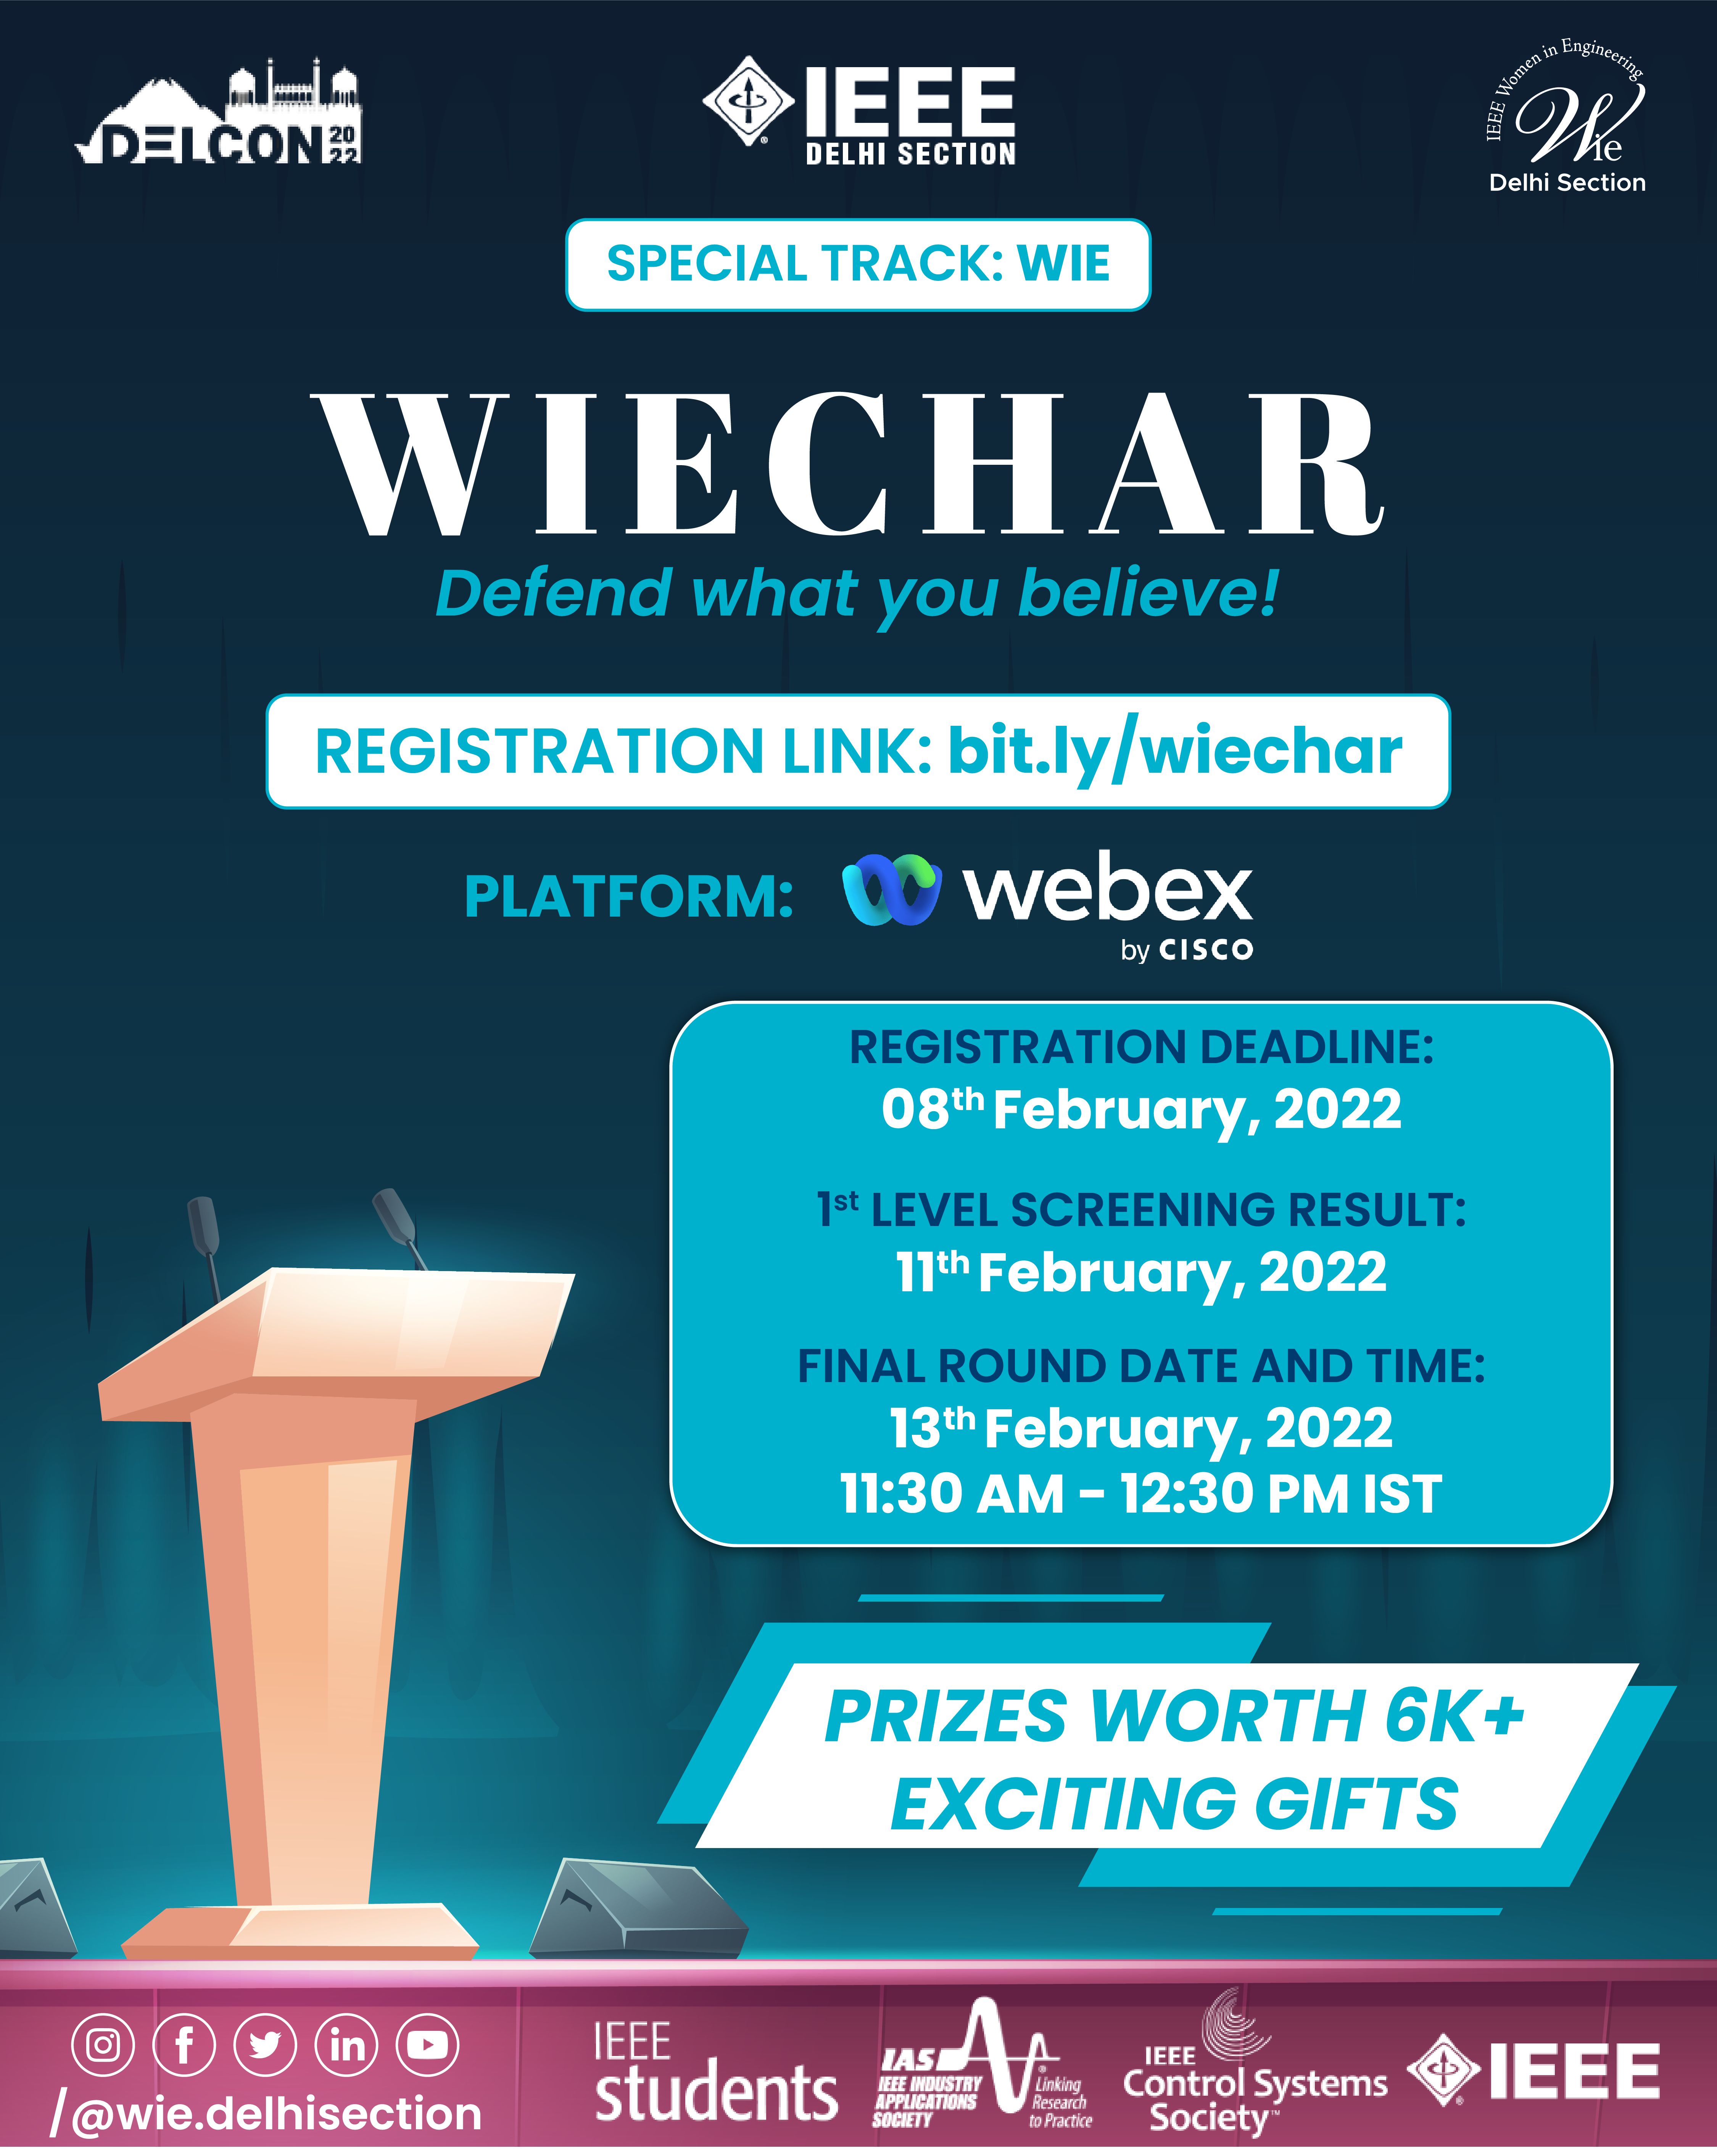 DELCON 2022
IEEE
DELHI SECTION
IEEE Women in Engineering
Wie
Delhi Section
SPECIAL TRACK: WIE
WIECHAR
Defend what you believe!
REGISTRATION LINK: bit.ly/wiechar
PLATFORM: webex
by CISCO
REGISTRATION DEADLINE:
08th February, 2022
1st LEVEL SCREENING RESULT:
11th February, 2022
FINAL ROUND DATE AND TIME:
13th February, 2022
11:30 AM - 12:30 PM IST
PRIZES WORTH 6K+
EXCITING GIFTS
/@wie.delhisection
IEEE
students
IAS
IEEE INDUSTRY
APPLICATIONS
SOCIETY
Linking
Research
to Practice
IEEE
Control Systems
Society™
IEEE